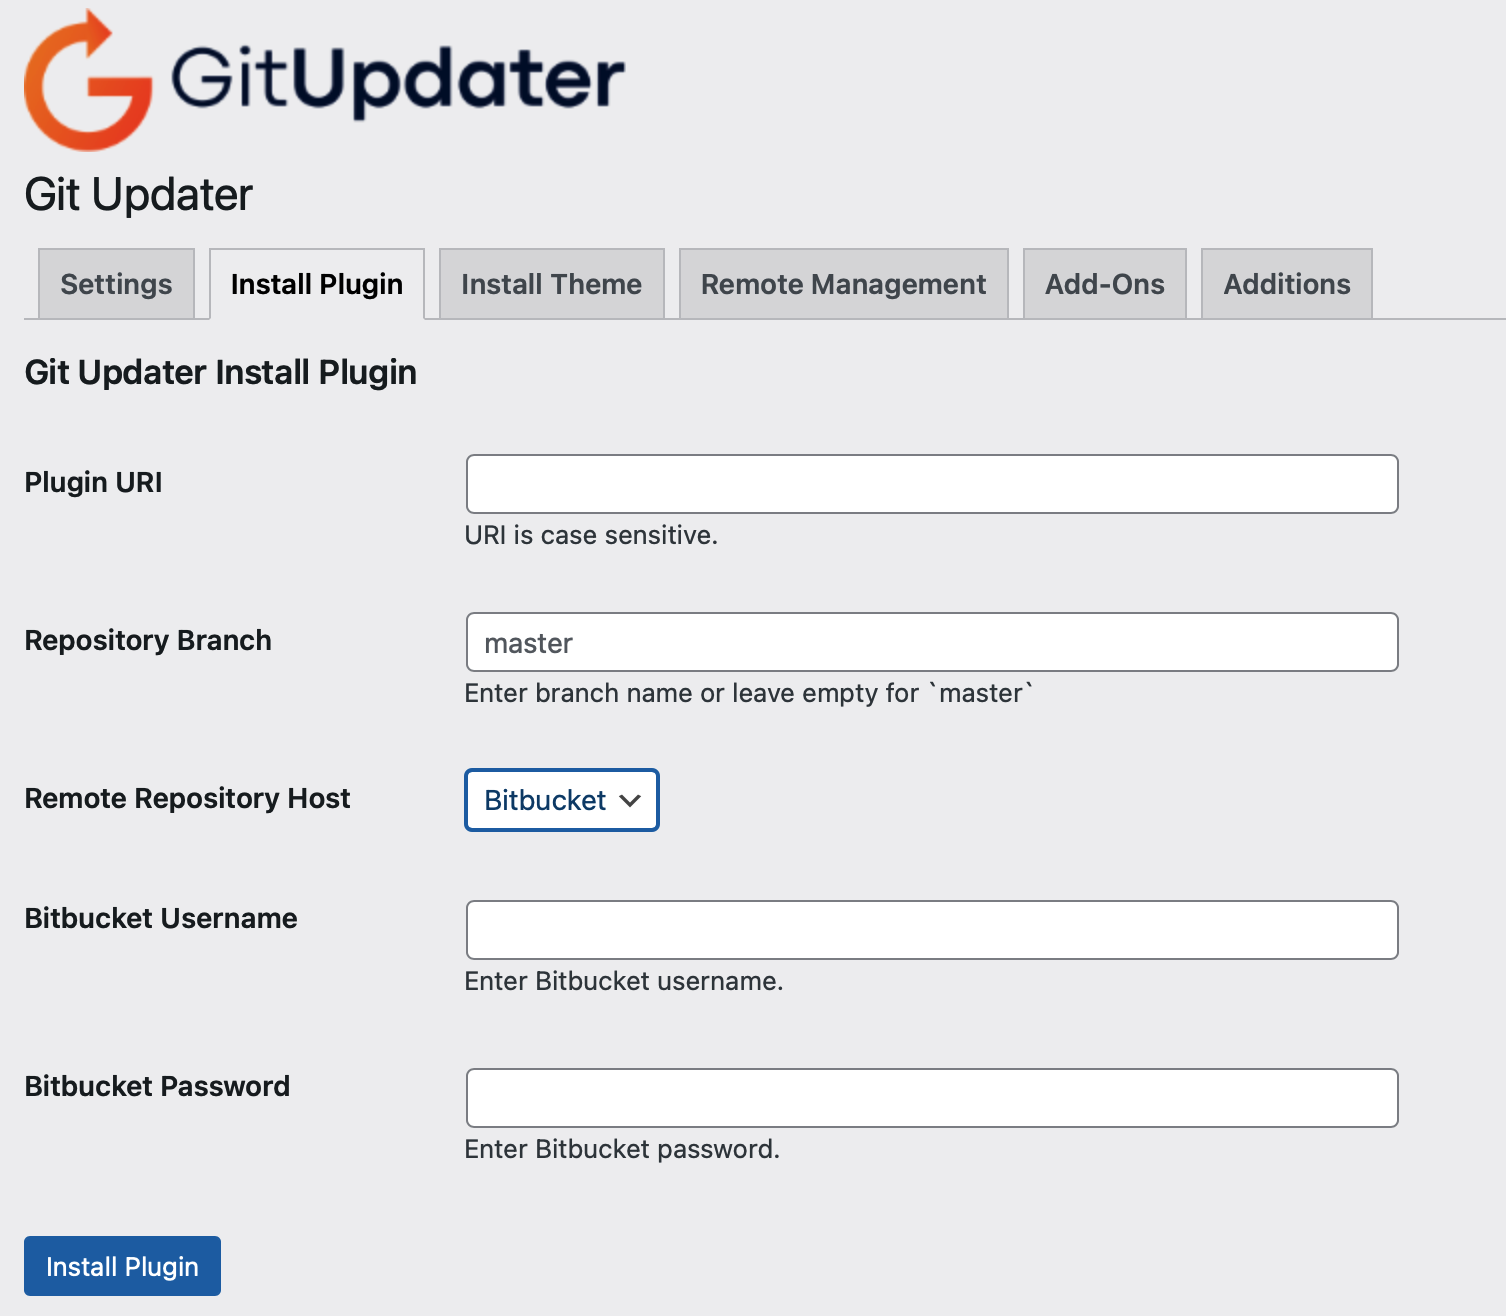 GitUpdater
Git Updater
Settings Install Plugin Install Theme Remote Management Add-Ons Additions
Git Updater Install Plugin
Plugin URI
URI is case sensitive.
Repository Branch master
Enter branch name or leave empty for `master`
Remote Repository Host Bitbucket
Bitbucket Username
Enter Bitbucket username.
Bitbucket Password
Enter Bitbucket password.
Install Plugin